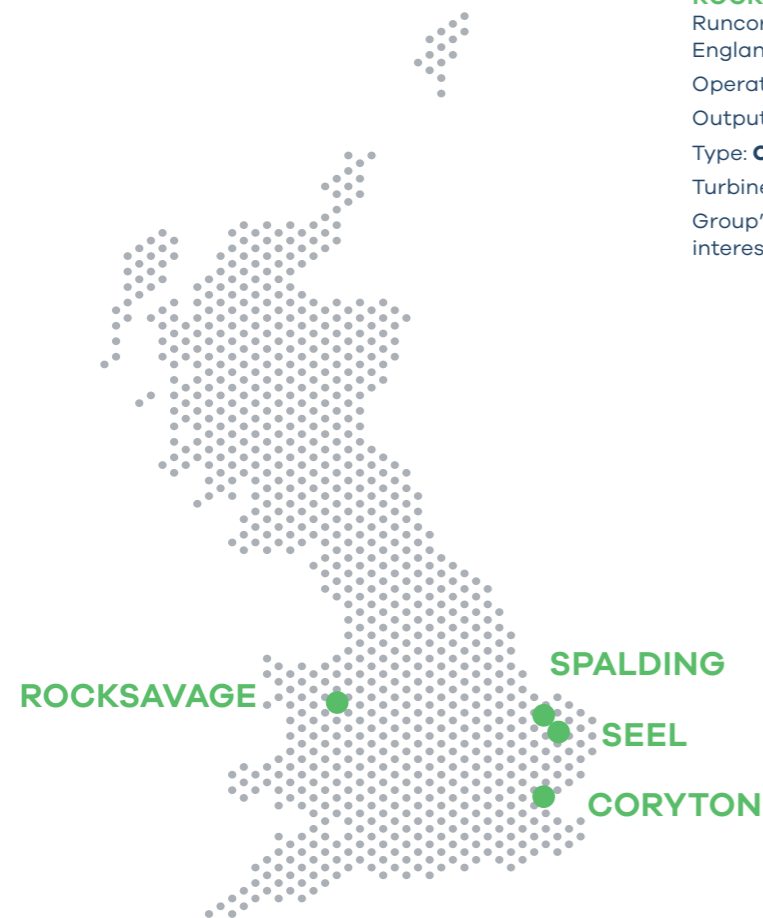 Runcor
Englan
Operat
Output
Type:
Turbine
Group'
interes
SPALDING
ROCKSAVAGE
SEEL
CORYTON